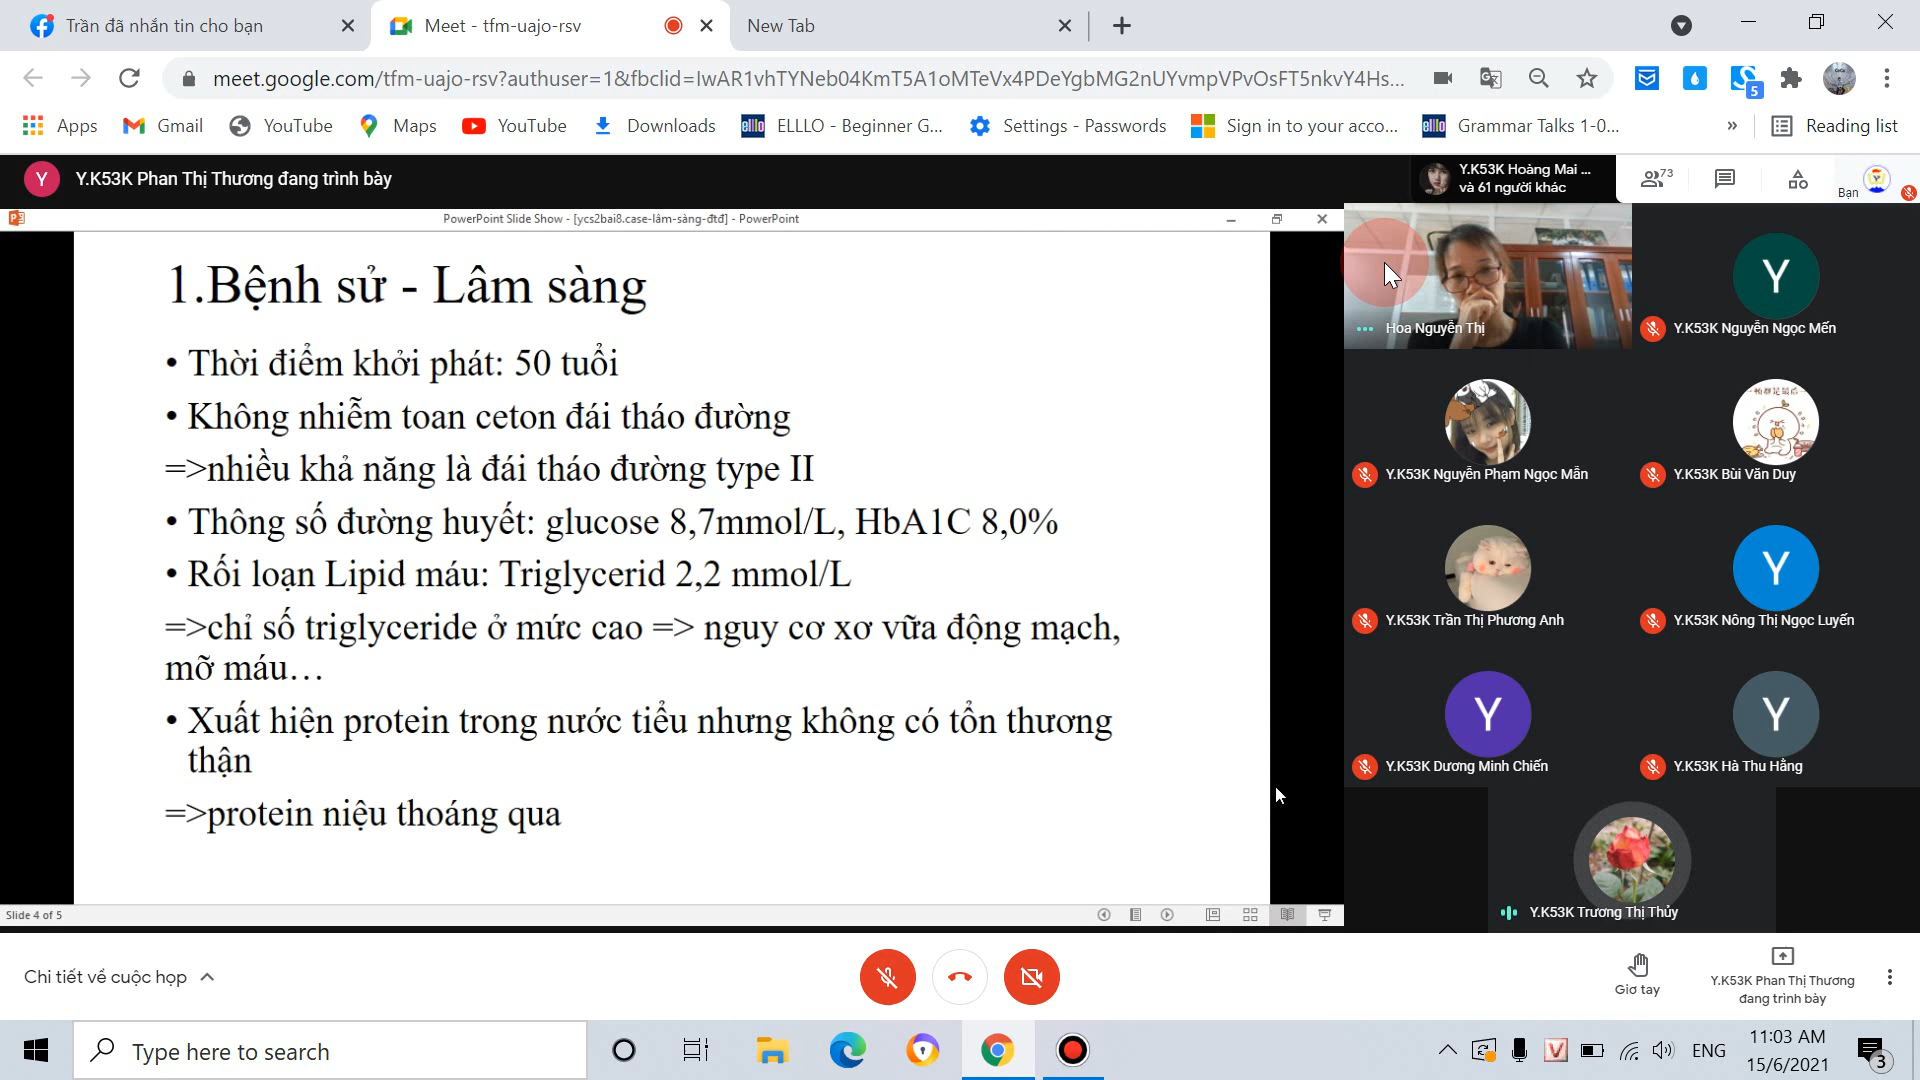 Trần đã nhắn tin cho bạn
Meet - tfm-uajo-rsv
New Tab
meet.google.com/tfm-uajo-rsv?authuser=1&fbclid=IwAR1vhTYNeb04KmT5A1oMTeVx4PDeYgbMG2nUYvmpVPvOsFT5nkvY4Hs...
5
Apps
Gmail
YouTube
Maps
YouTube
Downloads
ELLLO - Beginner G...
Settings - Passwords
Sign in to your acco...
Grammar Talks 1-0...
»
Reading list
Y
Y.K53K Phan Thị Thương đang trình bày
Y.K53K Hoàng Mai ...
và 61 người khác
73
Bạn
PowerPoint Slide Show - [ycs2bai8.case-lâm-sàng-đtđ] - PowerPoint
1.Bệnh sử - Lâm sàng
• Thời điểm khởi phát: 50 tuổi
• Không nhiễm toan ceton đái tháo đường
=>nhiều khả năng là đái tháo đường type II
• Thông số đường huyết: glucose 8,7mmol/L, HbA1C 8,0%
• Rối loạn Lipid máu: Triglycerid 2,2 mmol/L
=>chỉ số triglyceride ở mức cao => nguy cơ xơ vữa động mạch,
mỡ máu…
• Xuất hiện protein trong nước tiểu nhưng không có tổn thương
thận
=>protein niệu thoáng qua
Slide 4 of 5
Hoa Nguyễn Thị
Y
Y.K53K Nguyễn Ngọc Mến
Y.K53K Nguyễn Phạm Ngọc Mẫn
Y.K53K Bùi Văn Duy
Y.K53K Trần Thị Phương Anh
Y
Y.K53K Nông Thị Ngọc Luyến
Y
Y.K53K Dương Minh Chiến
Y
Y.K53K Hà Thu Hằng
Y.K53K Trương Thị Thủy
Chi tiết về cuộc họp
Giơ tay
Y.K53K Phan Thị Thương
đang trình bày
Type here to search
ENG
11:03 AM
15/6/2021
3